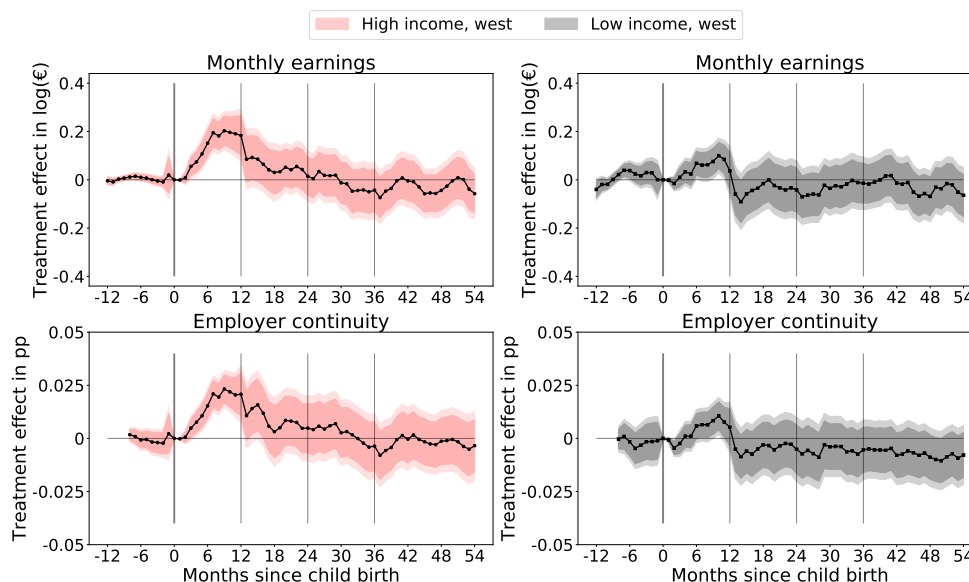 High income, west
Low income, west
Monthly earnings
Treatment effect in log(€)
0.4
0.2
0
-0.2
-0.4
-12 -6 0 6 12 18 24 30 36 42 48 54
Monthly earnings
Treatment effect in log(€)
0.4
0.2
0
-0.2
-0.4
-12 -6 0 6 12 18 24 30 36 42 48 54
Employer continuity
Treatment effect in pp
0.05
0.025
0
-0.025
-0.05
-12 -6 0 6 12 18 24 30 36 42 48 54
Months since child birth
Employer continuity
Treatment effect in pp
0.05
0.025
0
-0.025
-0.05
-12 -6 0 6 12 18 24 30 36 42 48 54
Months since child birth